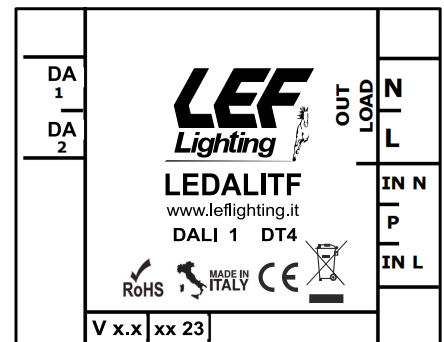 DA
1
DA
2
LEF
Lighting
LEDALITF
www.leflighting.it
DALI 1 DT4
RoHS
MADE IN
ITALY
CE
V x.x xx 23
OUT
LOAD
N
L
IN N
P
IN L